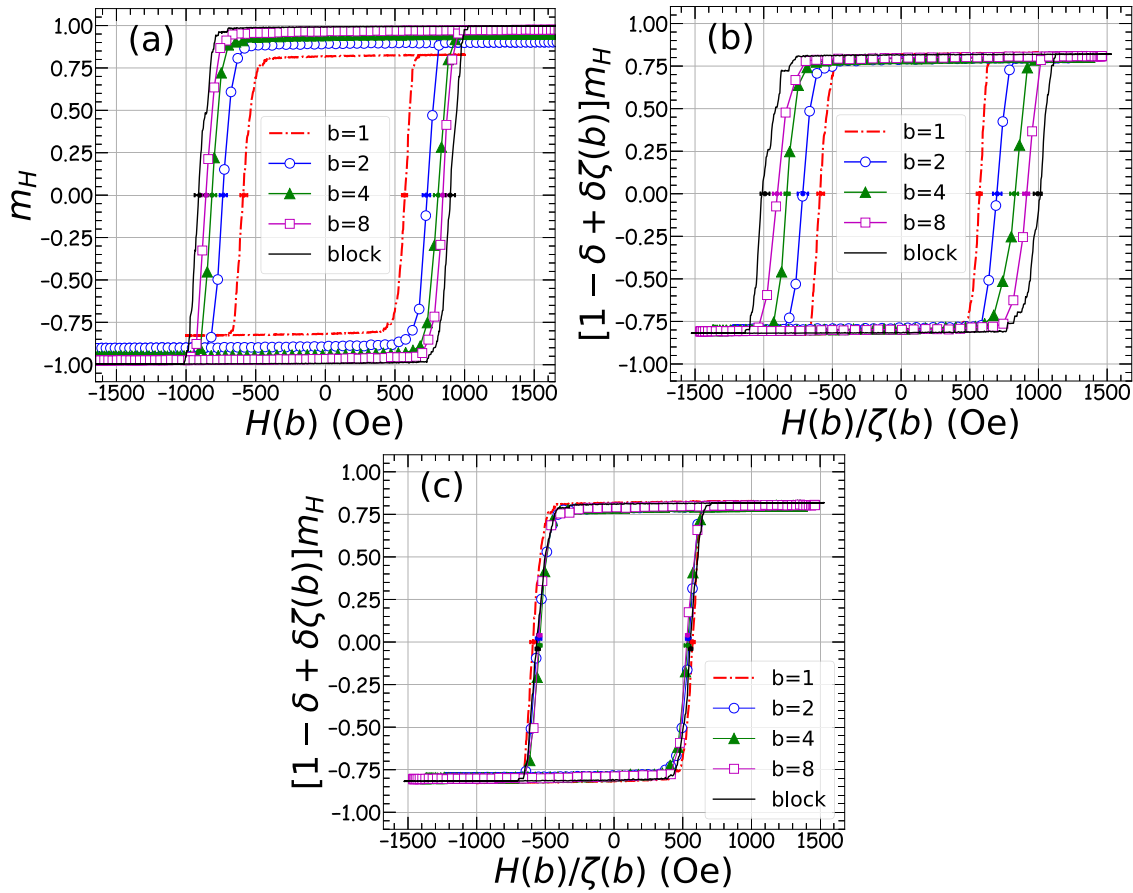 (a)
1.00
0.75
0.50
0.25
0.00
−0.25
−0.50
−0.75
−1.00
m_H
b=1
b=2
b=4
b=8
block
−1500 −1000 −500 0 500 1000 1500
H(b) (Oe)
(b)
1.00
0.75
0.50
0.25
0.00
−0.25
−0.50
−0.75
−1.00
[1 − δ + δζ(b)]m_H
b=1
b=2
b=4
b=8
block
−1500 −1000 −500 0 500 1000 1500
H(b)/ζ(b) (Oe)
(c)
1.00
0.75
0.50
0.25
0.00
−0.25
−0.50
−0.75
−1.00
[1 − δ + δζ(b)]m_H
b=1
b=2
b=4
b=8
block
−1500 −1000 −500 0 500 1000 1500
H(b)/ζ(b) (Oe)